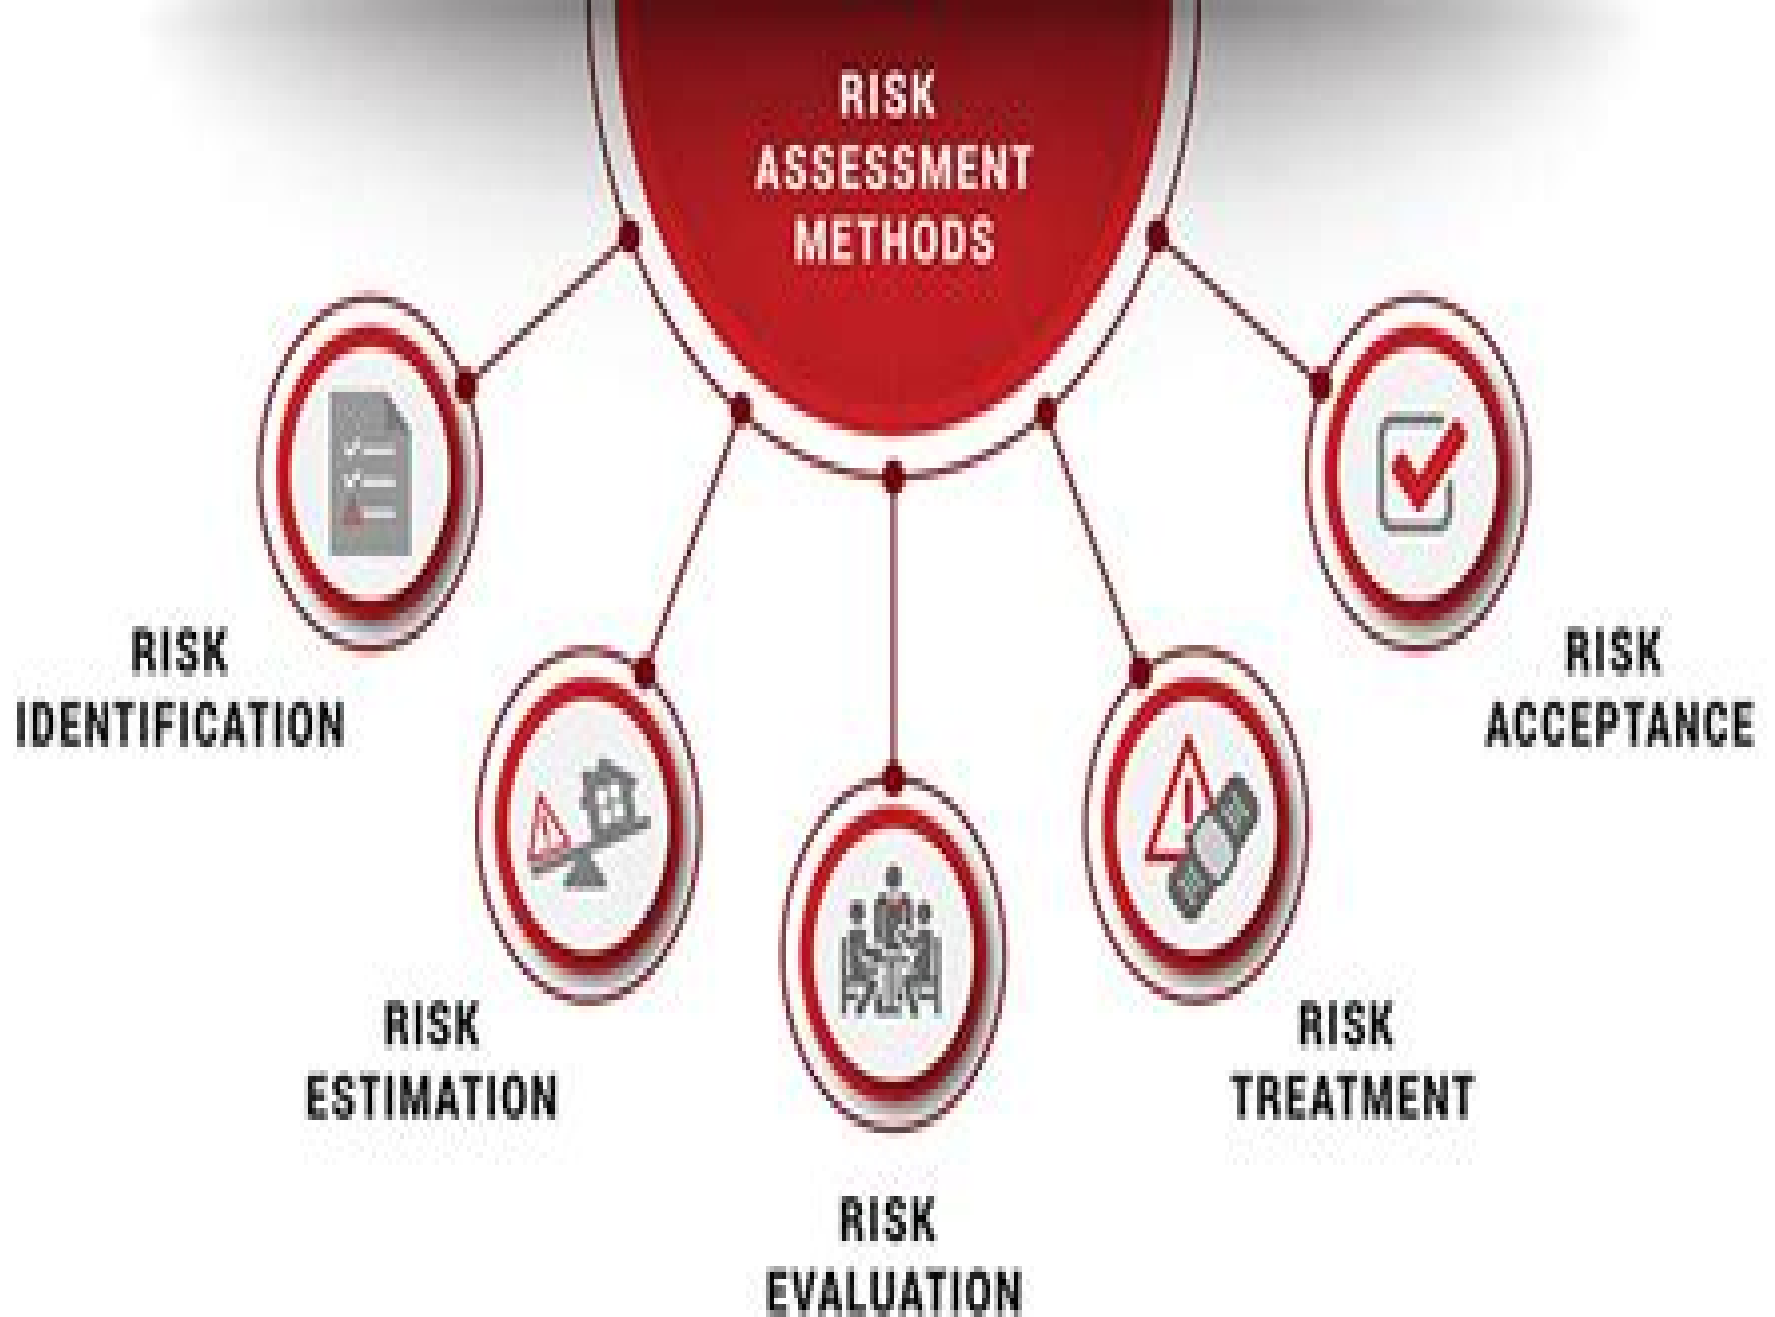 RISK
ASSESSMENT
METHODS
RISK
IDENTIFICATION
RISK
ESTIMATION
RISK
EVALUATION
RISK
TREATMENT
RISK
ACCEPTANCE